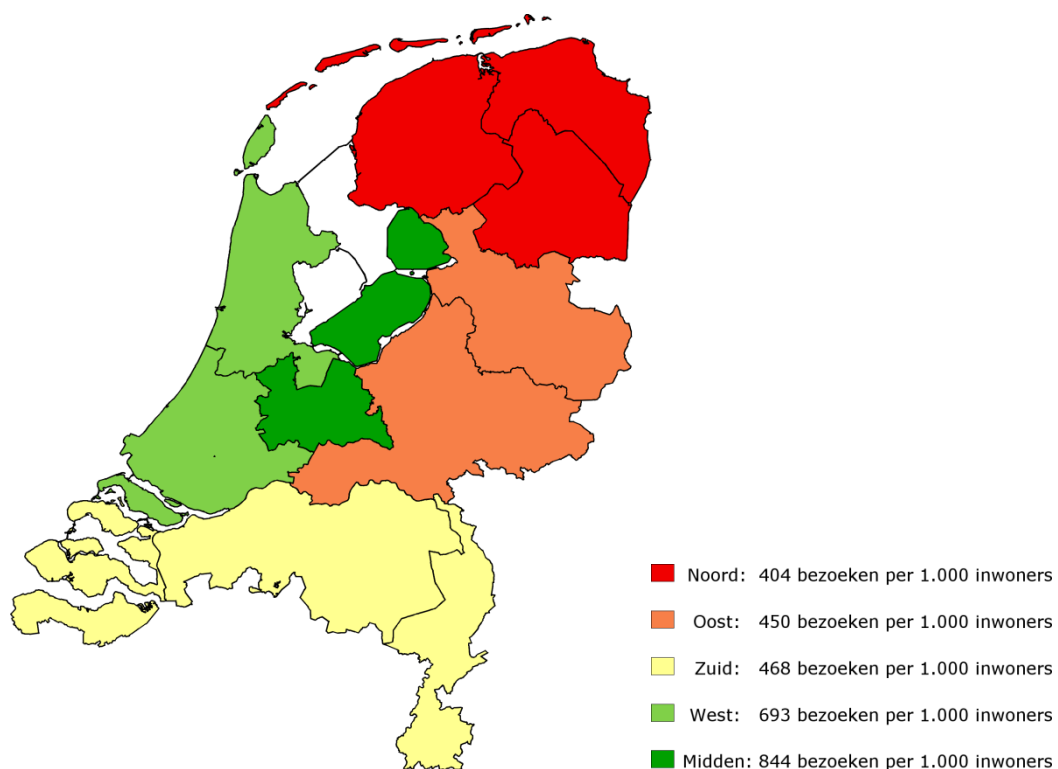 Noord: 404 bezoeken per 1.000 inwoners
Oost: 450 bezoeken per 1.000 inwoners
Zuid: 468 bezoeken per 1.000 inwoners
West: 693 bezoeken per 1.000 inwoners
Midden: 844 bezoeken per 1.000 inwoners